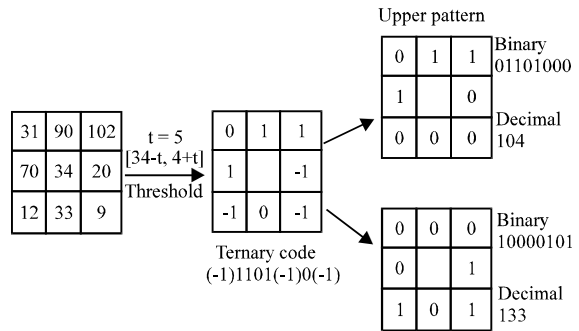 Upper pattern
0 1 1
1 0
0 0 0
Binary
01101000
Decimal
104
31 90 102
70 34 20
12 33 9
t = 5
[34-t, 4+t]
Threshold
0 1 1
1 -1
-1 0 -1
Ternary code
(-1)1101(-1)0(-1)
0 0 0
0 1
1 0 1
Binary
10000101
Decimal
133